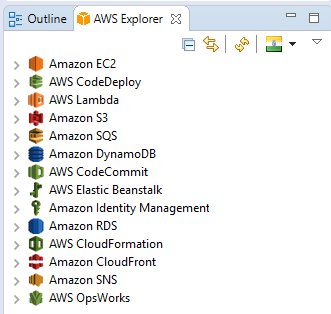 Outline
AWS Explorer
Amazon EC2
AWS CodeDeploy
AWS Lambda
Amazon S3
Amazon SQS
Amazon DynamoDB
AWS CodeCommit
AWS Elastic Beanstalk
Amazon Identity Management
Amazon RDS
AWS CloudFormation
Amazon CloudFront
Amazon SNS
AWS OpsWorks